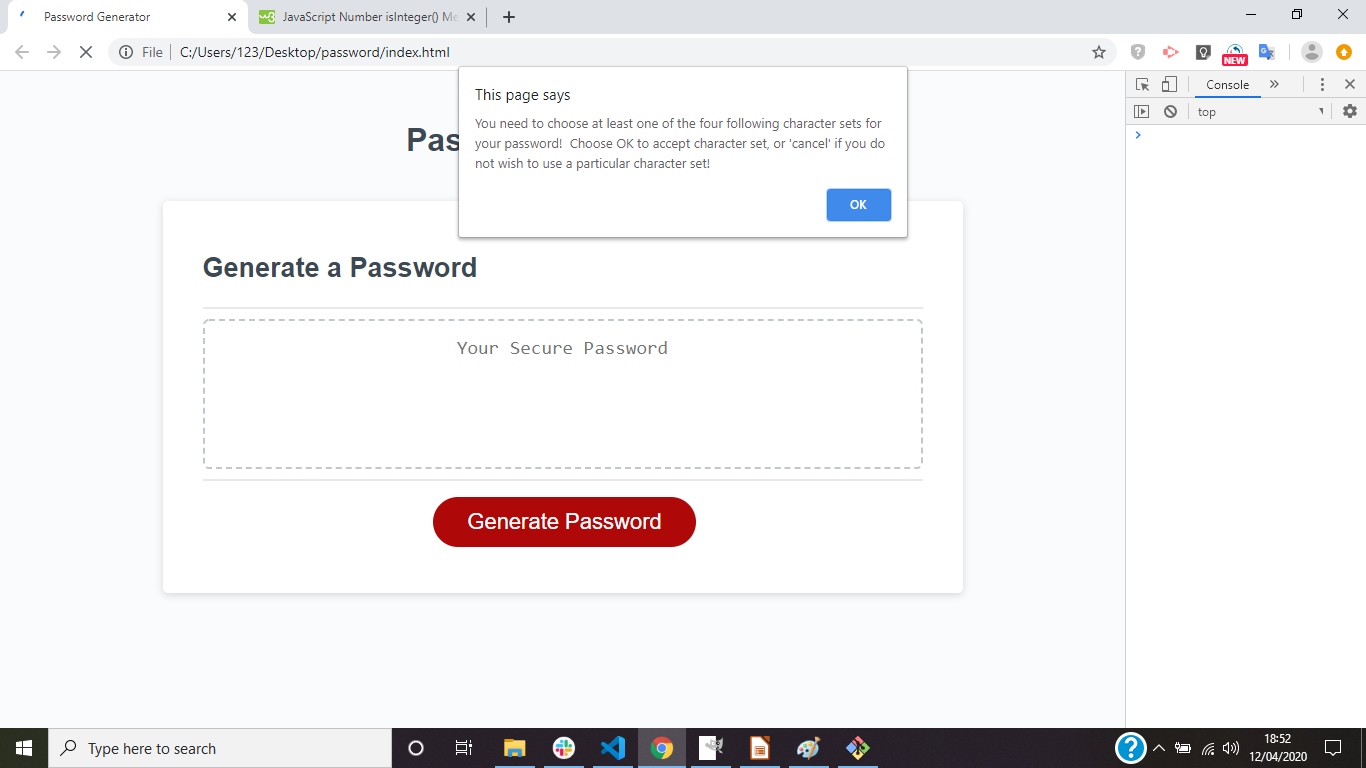 Password Generator
JavaScript Number isInteger() Me
File
C:/Users/123/Desktop/password/index.html
NEW
This page says
You need to choose at least one of the four following character sets for
your password!  Choose OK to accept character set, or 'cancel' if you do
not wish to use a particular character set!
OK
Pas
Generate a Password
Your Secure Password
Generate Password
Console
top
Type here to search
18:52
12/04/2020